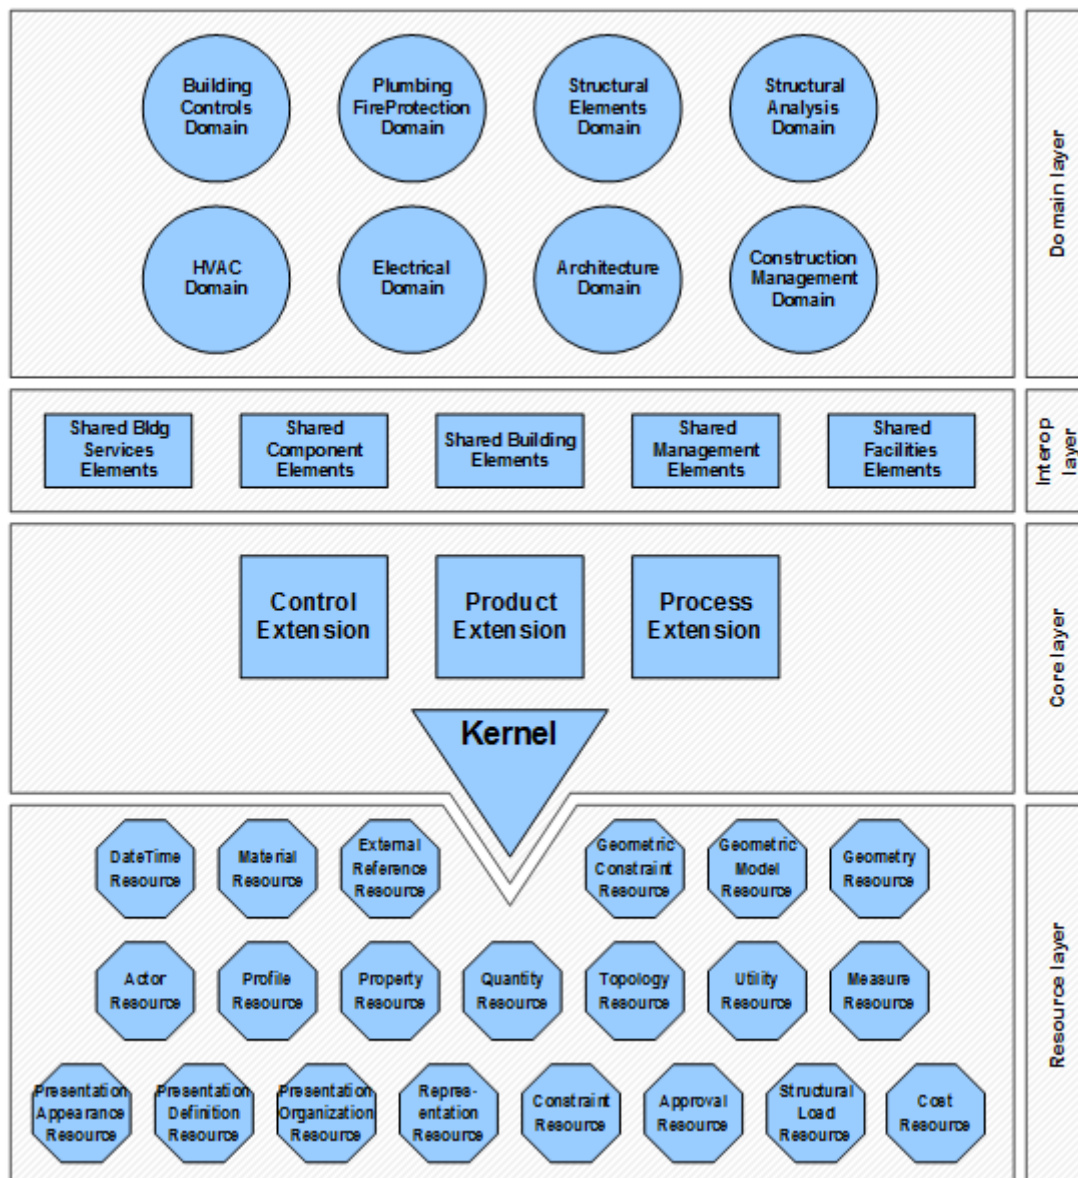 Building
Controls
Domain
Plumbing
FireProtection
Domain
Structural
Elements
Domain
Structural
Analysis
Domain
HVAC
Domain
Electrical
Domain
Architecture
Domain
Construction
Management
Domain
Domain layer
Shared Bldg
Services
Elements
Shared
Component
Elements
Shared Building
Elements
Shared
Management
Elements
Shared
Facilities
Elements
Interop
layer
Control
Extension
Product
Extension
Process
Extension
Kernel
Core layer
DateTime
Resource
Material
Resource
External
Reference
Resource
Geometric
Constraint
Resource
Geometric
Model
Resource
Geometry
Resource
Actor
Resource
Profile
Resource
Property
Resource
Quantity
Resource
Topology
Resource
Utility
Resource
Measure
Resource
Presentation
Appearance
Resource
Presentation
Definition
Resource
Presentation
Organization
Resource
Repres-
entation
Resource
Constraint
Resource
Approval
Resource
Structural
Load
Resource
Cost
Resource
Resource layer